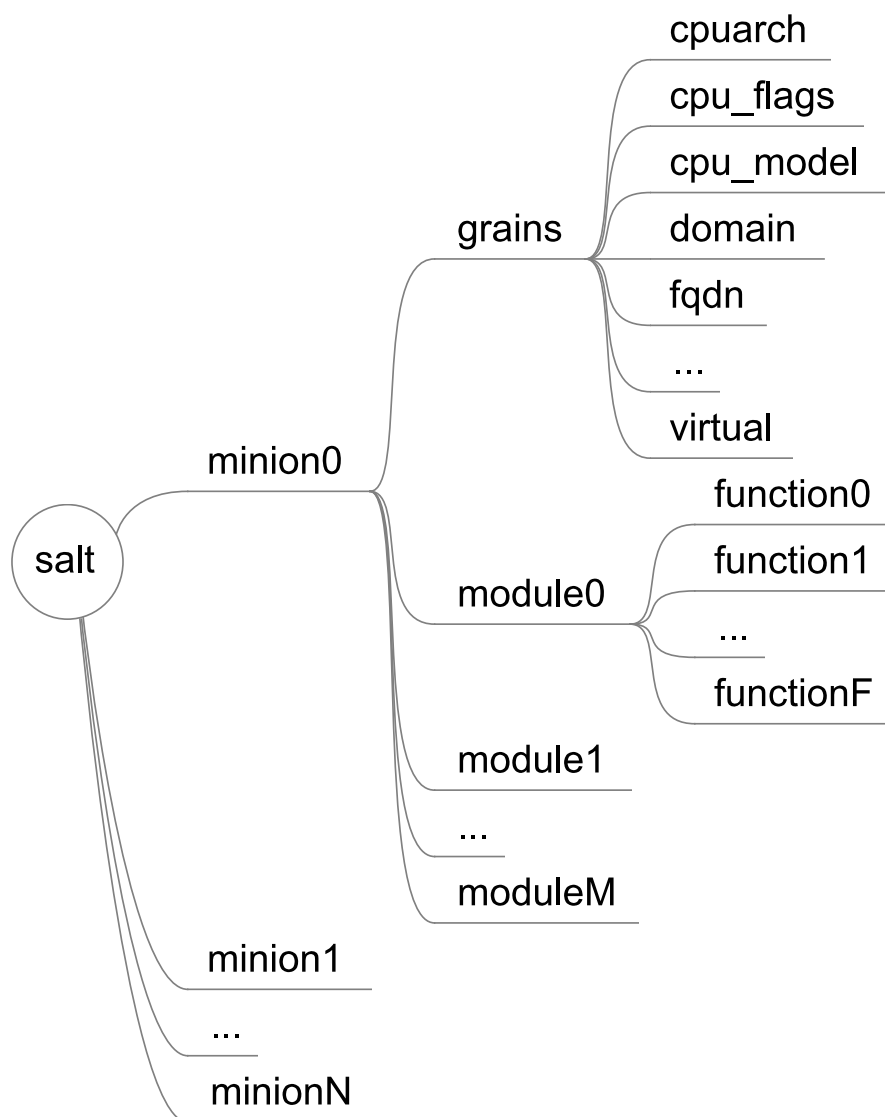 cpuarch
cpu_flags
cpu_model
grains
domain
fqdn
...
virtual
minion0
function0
salt
function1
module0
...
functionF
module1
...
moduleM
minion1
...
minionN